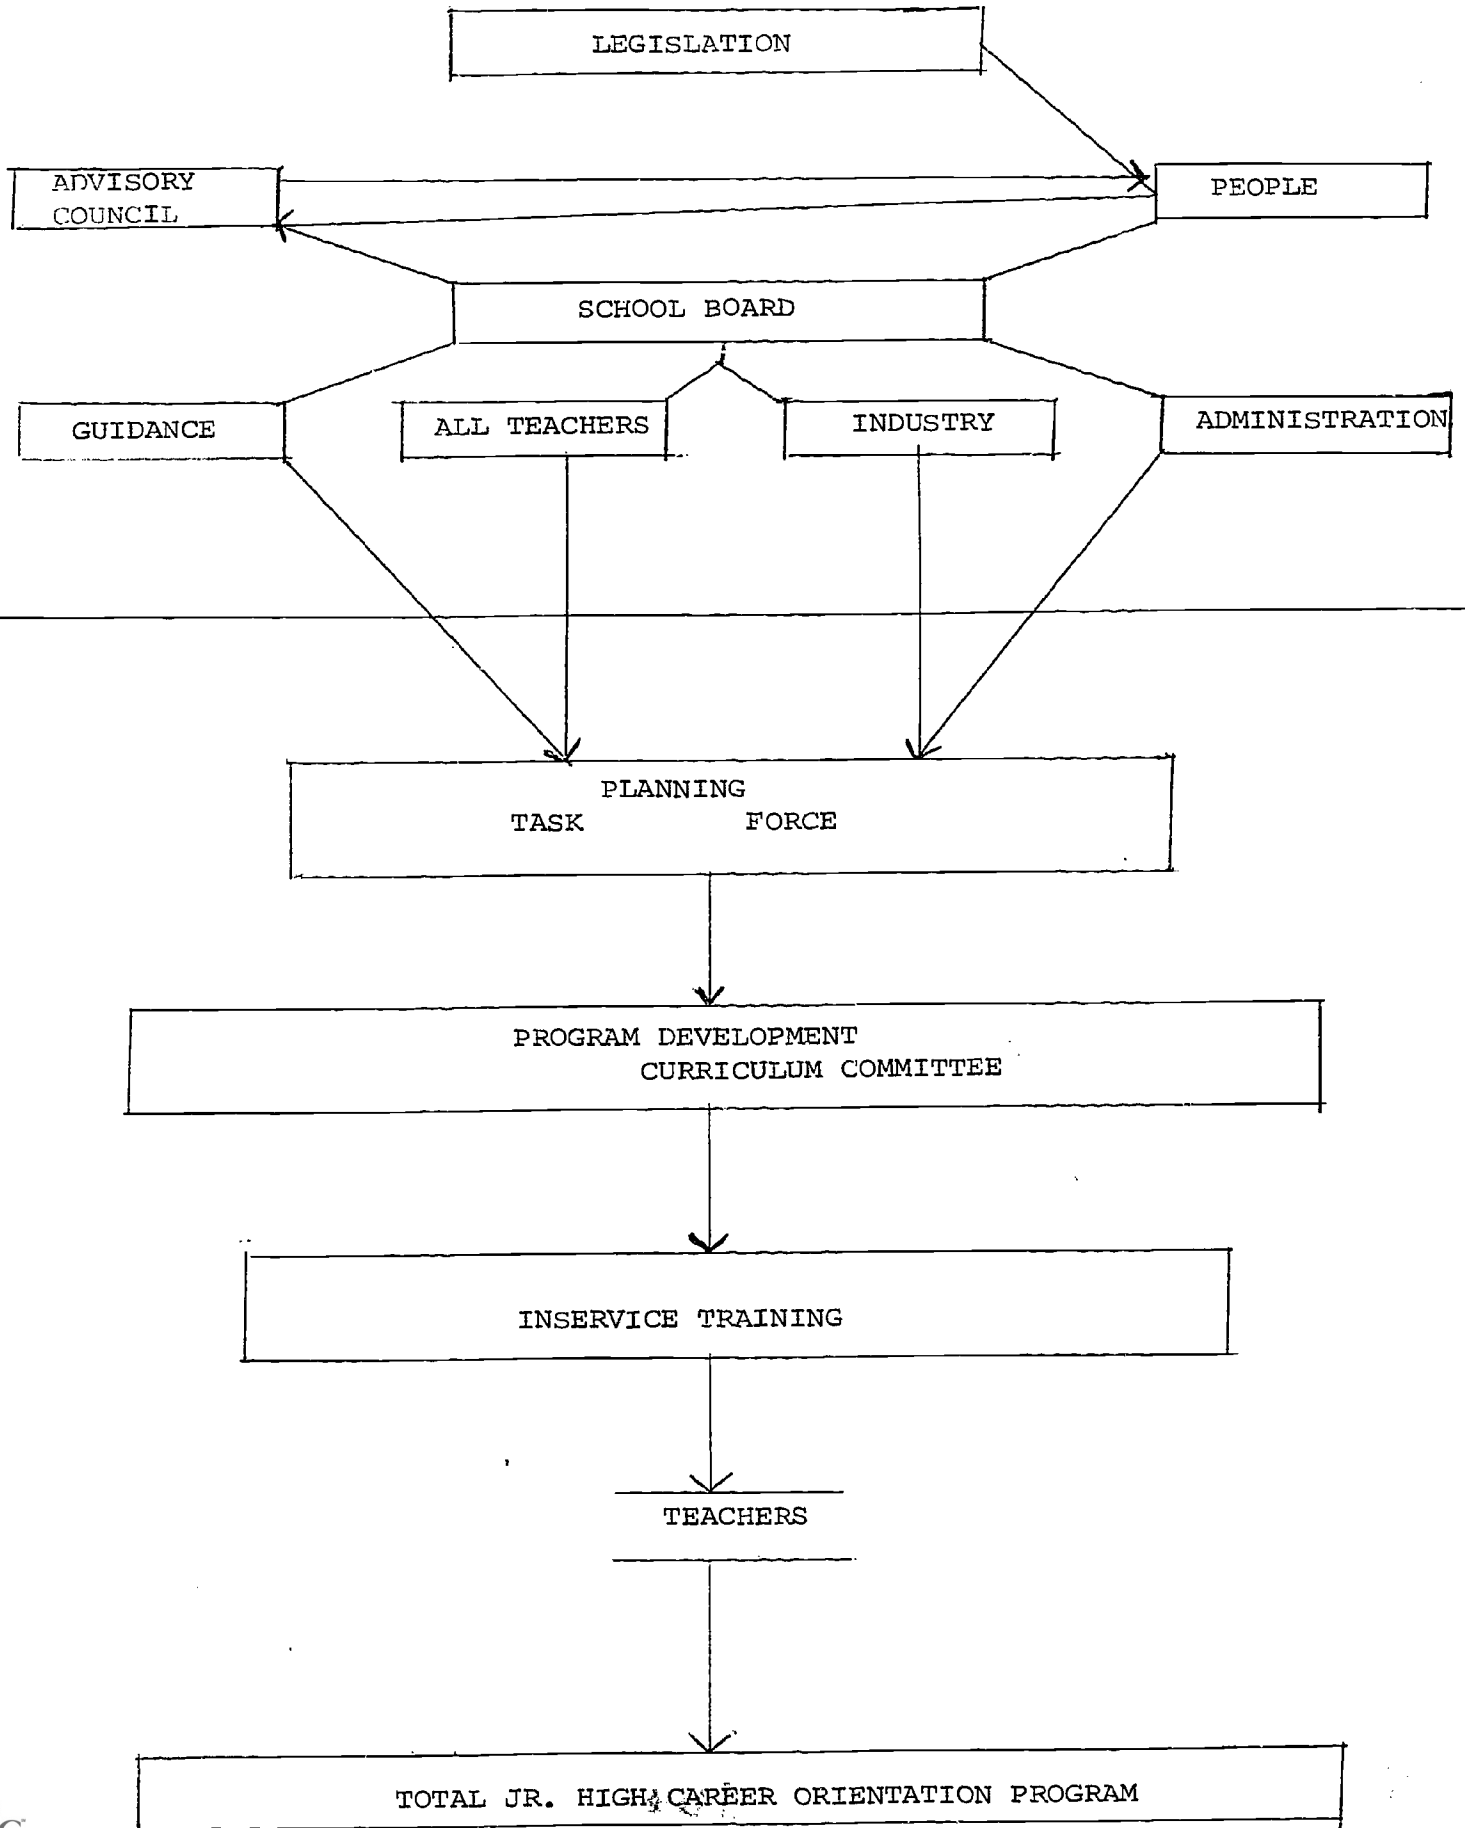 LEGISLATION
ADVISORY
COUNCIL
PEOPLE
SCHOOL BOARD
GUIDANCE
ALL TEACHERS
INDUSTRY
ADMINISTRATION
PLANNING
TASK FORCE
PROGRAM DEVELOPMENT
CURRICULUM COMMITTEE
INSERVICE TRAINING
TEACHERS
TOTAL JR. HIGH CAREER ORIENTATION PROGRAM